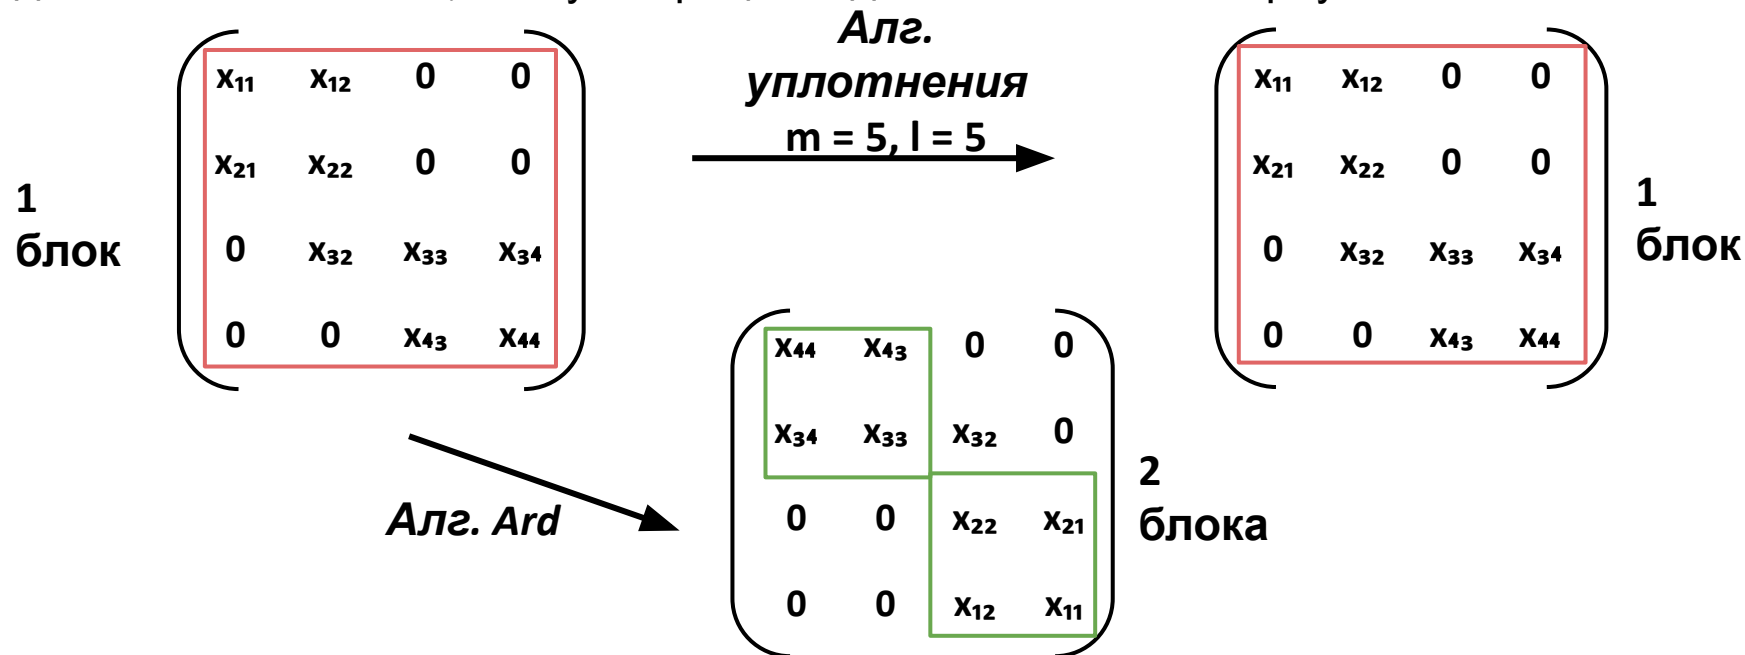 Алг.
уплотнения
m = 5, l = 5
1
блок
x₁₁ x₁₂ 0 0
x₂₁ x₂₂ 0 0
0 x₃₂ x₃₃ x₃₄
0 0 x₄₃ x₄₄
x₁₁ x₁₂ 0 0
x₂₁ x₂₂ 0 0
0 x₃₂ x₃₃ x₃₄
0 0 x₄₃ x₄₄
1
блок
Алг. Ard
x₄₄ x₄₃ 0 0
x₃₄ x₃₃ x₃₂ 0
0 0 x₂₂ x₂₁
0 0 x₁₂ x₁₁
2
блока